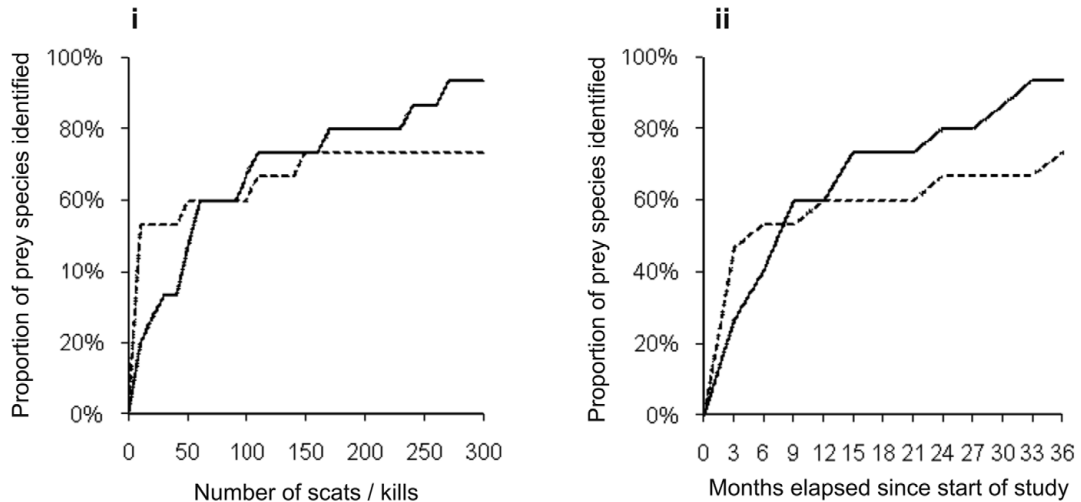 i
Proportion of prey species identified
100%
80%
60%
10%
20%
0%
0 50 100 150 200 250 300
Number of scats / kills
ii
Proportion of prey species identified
100%
80%
60%
40%
20%
0%
0 3 6 9 12 15 18 21 24 27 30 33 36
Months elapsed since start of study